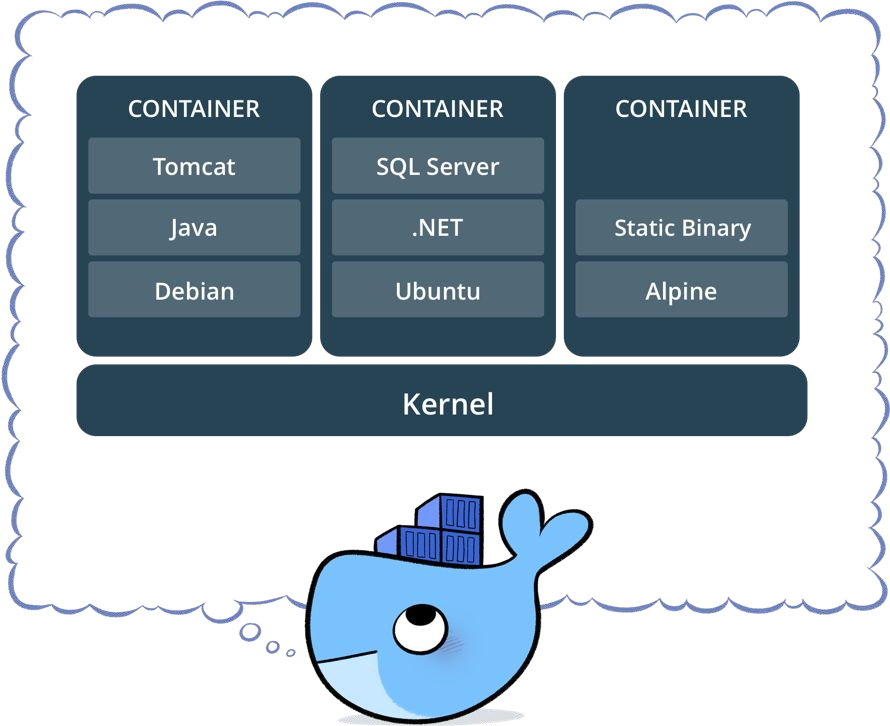 CONTAINER
Tomcat
Java
Debian
CONTAINER
SQL Server
.NET
Ubuntu
CONTAINER
Static Binary
Alpine
Kernel